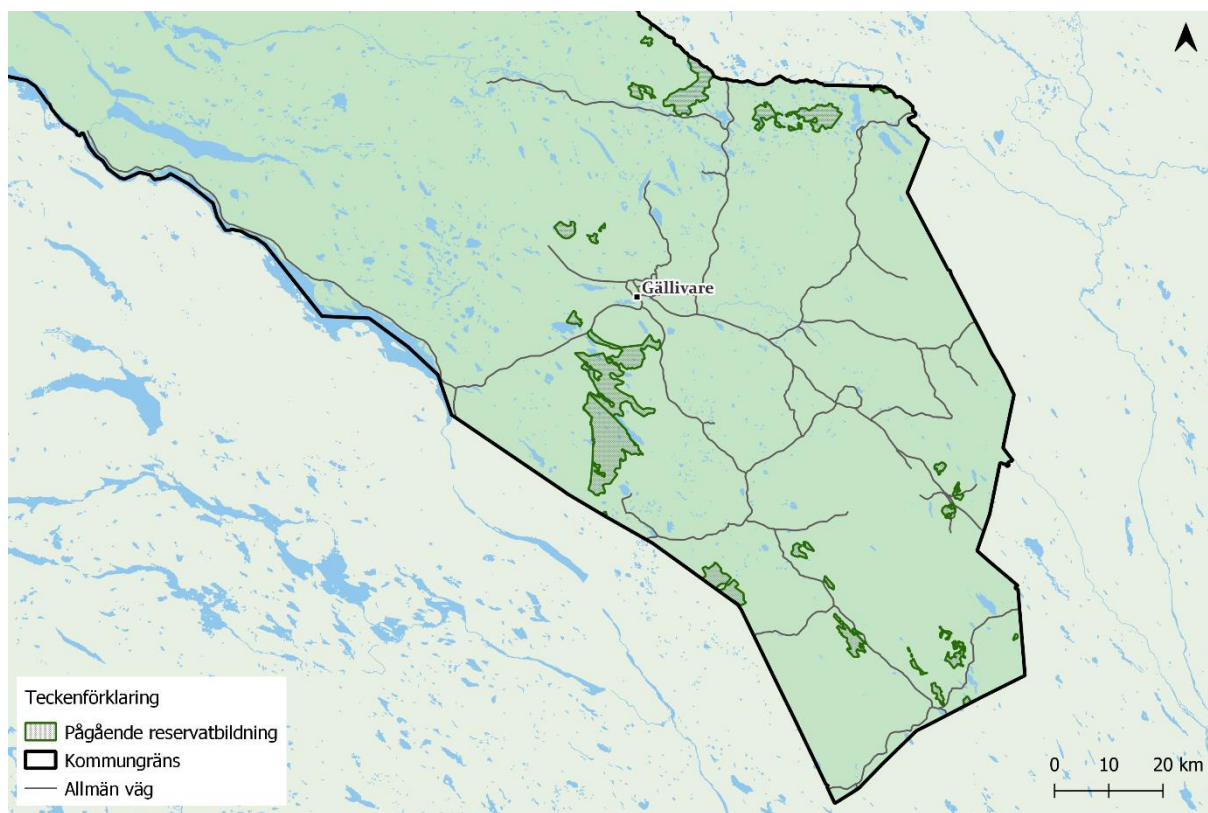 Gällivare
Teckenförklaring
Pågående reservatbildning
Kommungräns
Allmän väg
0 10 20 km